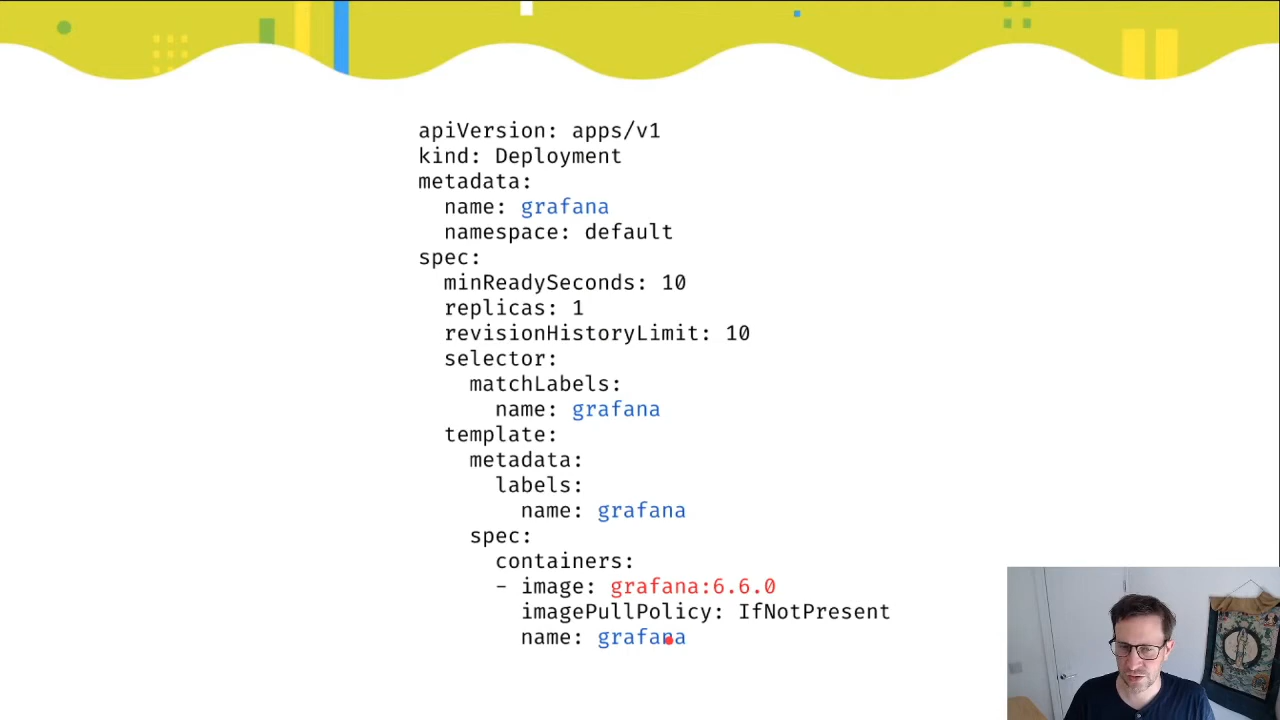 apiVersion: apps/v1
kind: Deployment
metadata:
  name: grafana
  namespace: default
spec:
  minReadySeconds: 10
  replicas: 1
  revisionHistoryLimit: 10
  selector:
    matchLabels:
      name: grafana
  template:
    metadata:
      labels:
        name: grafana
    spec:
      containers:
      - image: grafana:6.6.0
        imagePullPolicy: IfNotPresent
        name: grafana